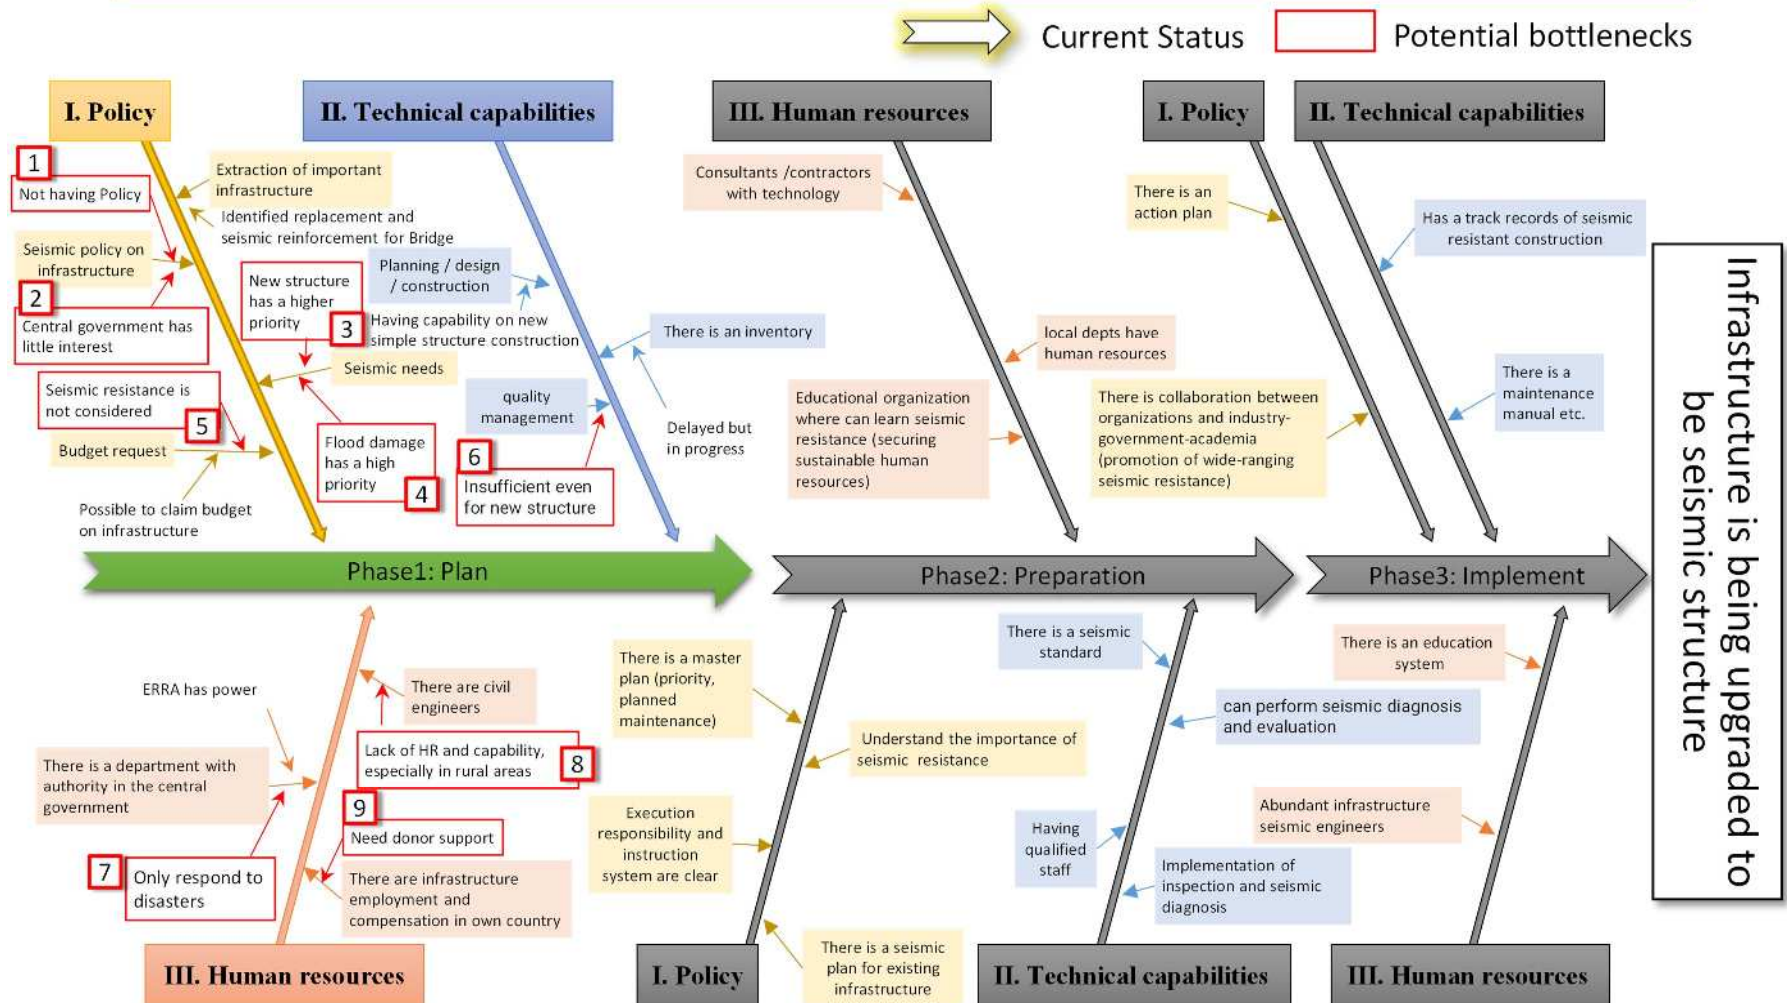 Current Status
Potential bottlenecks
I. Policy
II. Technical capabilities
III. Human resources
I. Policy
II. Technical capabilities
1
Not having Policy
Extraction of important
infrastructure
Identified replacement and
seismic reinforcement for Bridge
Seismic policy on
infrastructure
2
Central government has
little interest
New structure
has a higher
priority
3
Seismic needs
Seismic resistance is
not considered
5
Budget request
Possible to claim budget
on infrastructure
Flood damage
has a high
priority
4
Planning / design
/ construction
Having capability on new
simple structure construction
There is an inventory
quality
management
Delayed but
in progress
6
Insufficient even
for new structure
Consultants /contractors
with technology
local depts have
human resources
Educational organization
where can learn seismic
resistance (securing
sustainable human
resources)
There is an
action plan
There is collaboration between
organizations and industry-
government-academia
(promotion of wide-ranging
seismic resistance)
Has a track records of seismic
resistant construction
There is a
maintenance
manual etc.
Phase1: Plan
Phase2: Preparation
Phase3: Implement
Infrastructure is being upgraded to
be seismic structure
ERRA has power
There are civil
engineers
Lack of HR and capability,
especially in rural areas
8
There is a department with
authority in the central
government
9
Need donor support
7
Only respond to
disasters
There are infrastructure
employment and
compensation in own country
There is a master
plan (priority,
planned
maintenance)
Understand the importance of
seismic resistance
Execution
responsibility and
instruction
system are clear
There is a seismic
plan for existing
infrastructure
There is a seismic
standard
can perform seismic diagnosis
and evaluation
Having
qualified
staff
Implementation of
inspection and seismic
diagnosis
There is an education
system
Abundant infrastructure
seismic engineers
III. Human resources
I. Policy
II. Technical capabilities
III. Human resources